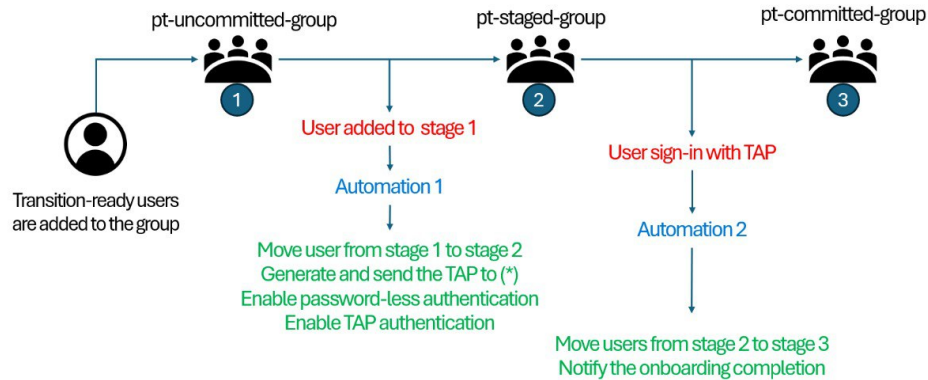 pt-uncommitted-group
pt-staged-group
pt-committed-group
1
2
3
User added to stage 1
User sign-in with TAP
Transition-ready users
are added to the group
Automation 1
Automation 2
Move user from stage 1 to stage 2
Generate and send the TAP to (*)
Enable password-less authentication
Enable TAP authentication
Move users from stage 2 to stage 3
Notify the onboarding completion